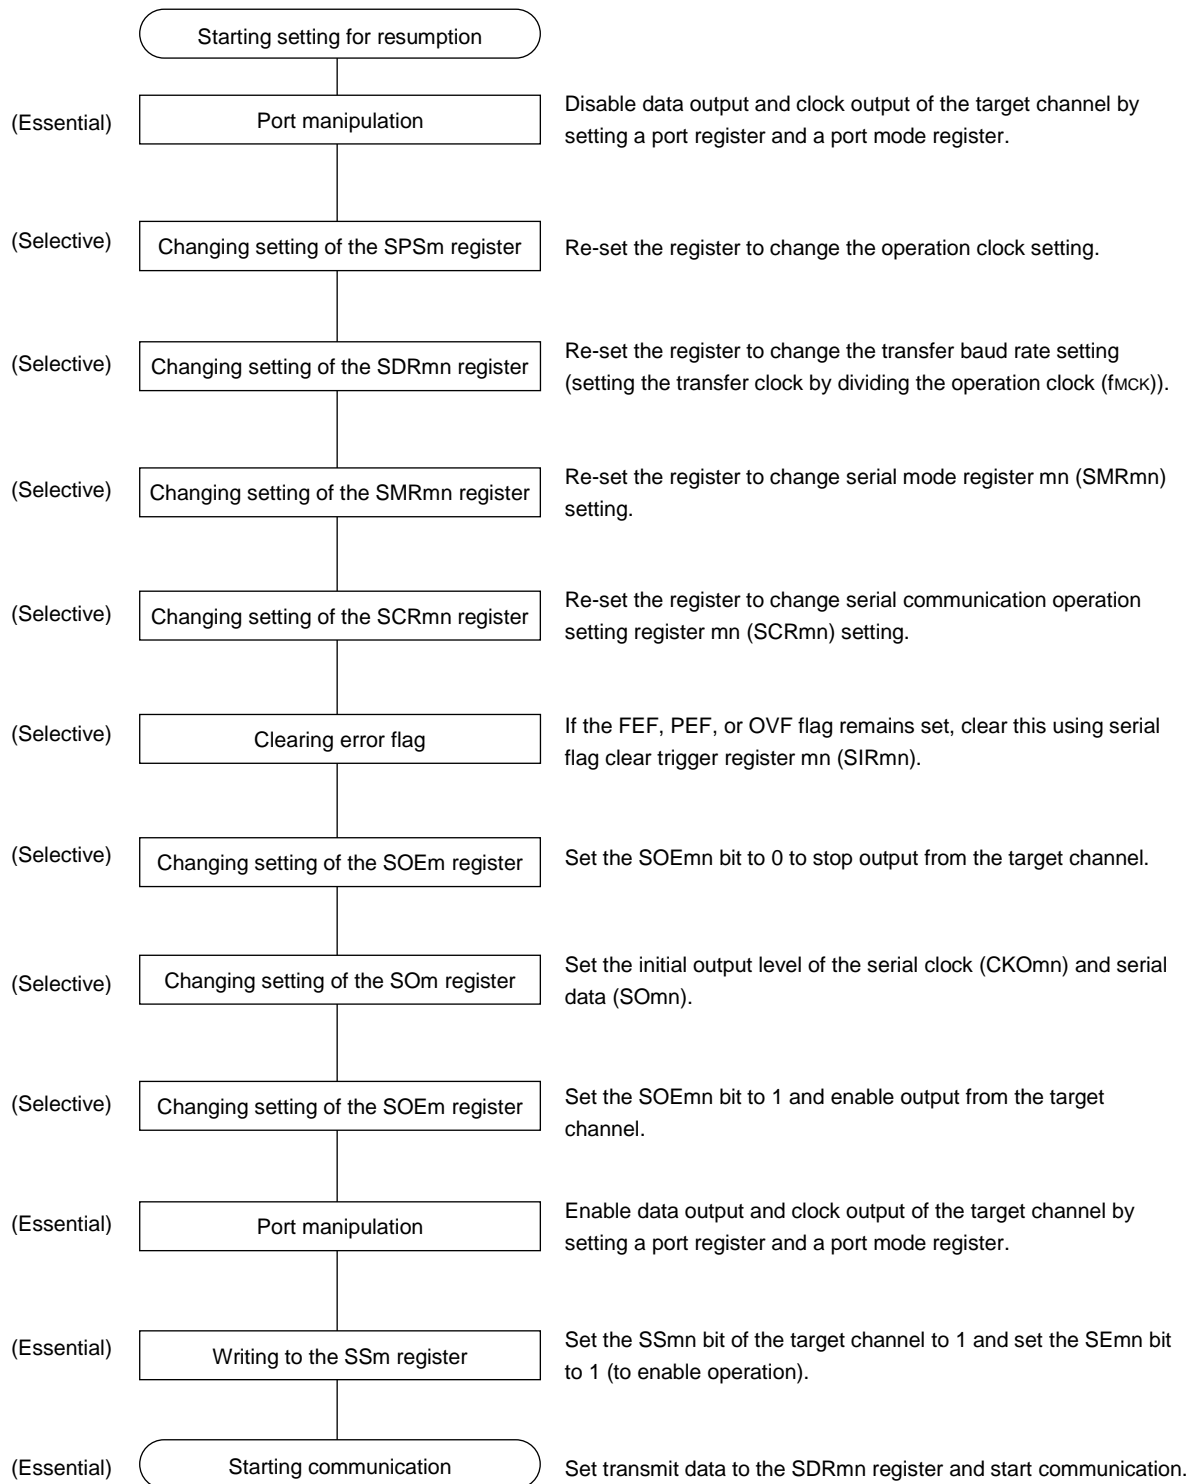 Starting setting for resumption
(Essential)
Port manipulation
Disable data output and clock output of the target channel by
setting a port register and a port mode register.
(Selective)
Changing setting of the SPSm register
Re-set the register to change the operation clock setting.
(Selective)
Changing setting of the SDRmn register
Re-set the register to change the transfer baud rate setting
(setting the transfer clock by dividing the operation clock (fMCK)).
(Selective)
Changing setting of the SMRmn register
Re-set the register to change serial mode register mn (SMRmn)
setting.
(Selective)
Changing setting of the SCRmn register
Re-set the register to change serial communication operation
setting register mn (SCRmn) setting.
(Selective)
Clearing error flag
If the FEF, PEF, or OVF flag remains set, clear this using serial
flag clear trigger register mn (SIRmn).
(Selective)
Changing setting of the SOEm register
Set the SOEmn bit to 0 to stop output from the target channel.
(Selective)
Changing setting of the SOm register
Set the initial output level of the serial clock (CKOmn) and serial
data (SOmn).
(Selective)
Changing setting of the SOEm register
Set the SOEmn bit to 1 and enable output from the target
channel.
(Essential)
Port manipulation
Enable data output and clock output of the target channel by
setting a port register and a port mode register.
(Essential)
Writing to the SSm register
Set the SSmn bit of the target channel to 1 and set the SEmn bit
to 1 (to enable operation).
(Essential)
Starting communication
Set transmit data to the SDRmn register and start communication.